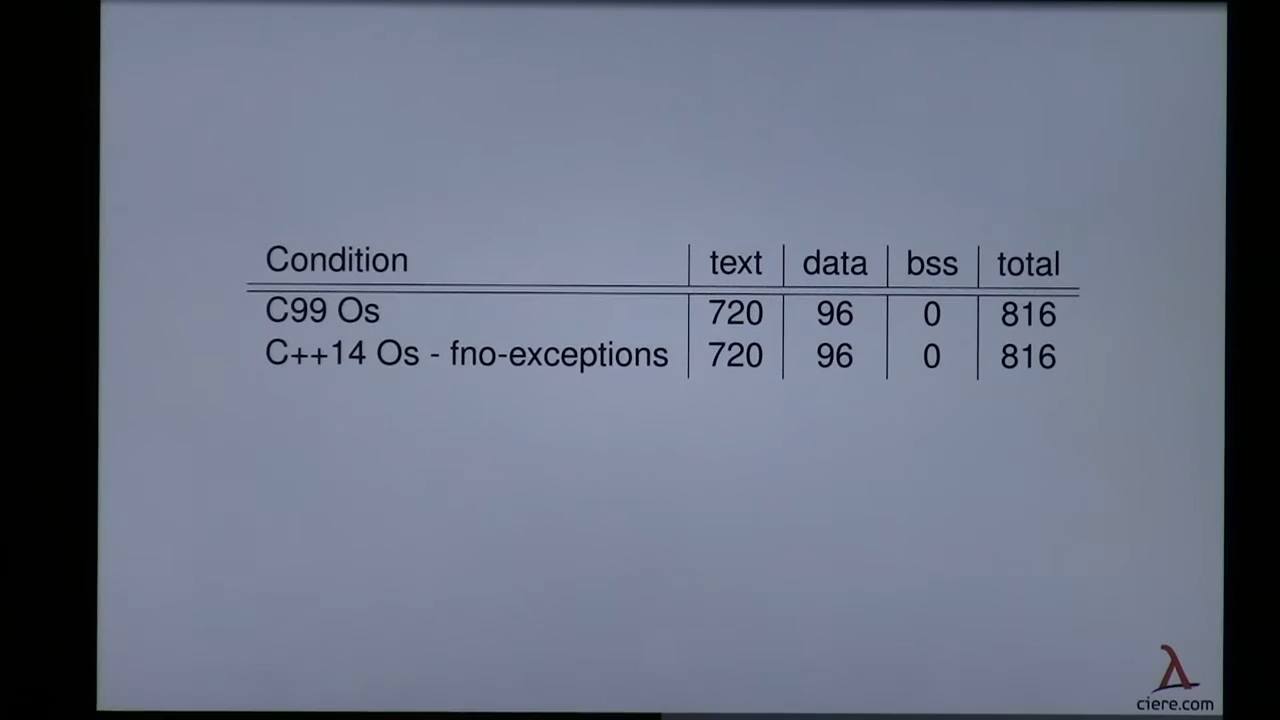 Condition text data bss total
C99 Os 720 96 0 816
C++14 Os - fno-exceptions 720 96 0 816
ciere.com